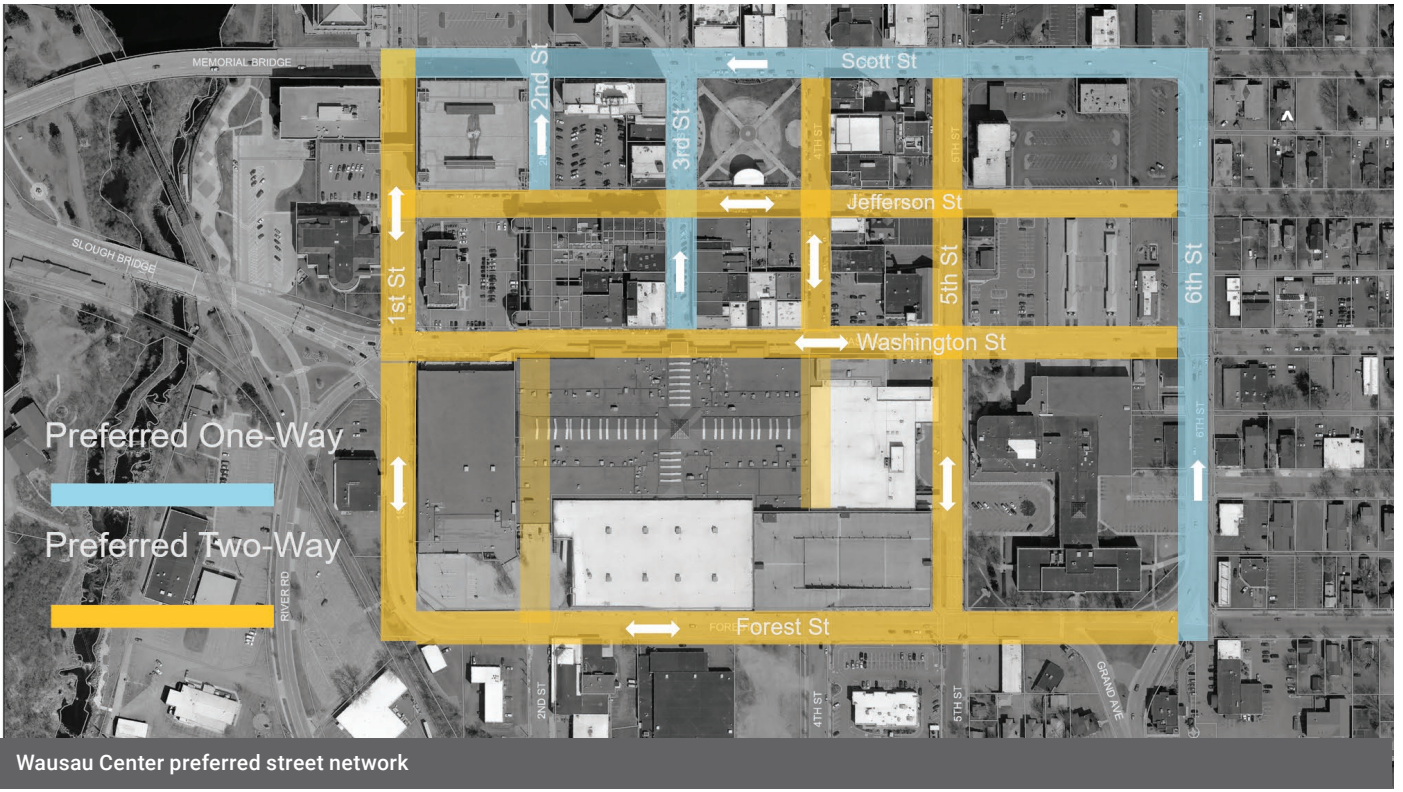 MEMORIAL BRIDGE
Scott St
2nd St
3rd St
4TH ST
5TH ST
Jefferson St
SLOUGH BRIDGE
1st St
5th St
6th St
Washington St
Preferred One-Way
6TH ST
Preferred Two-Way
RIVER RD
Forest St
2ND ST
4TH ST
5TH ST
GRAND AVE
Wausau Center preferred street network